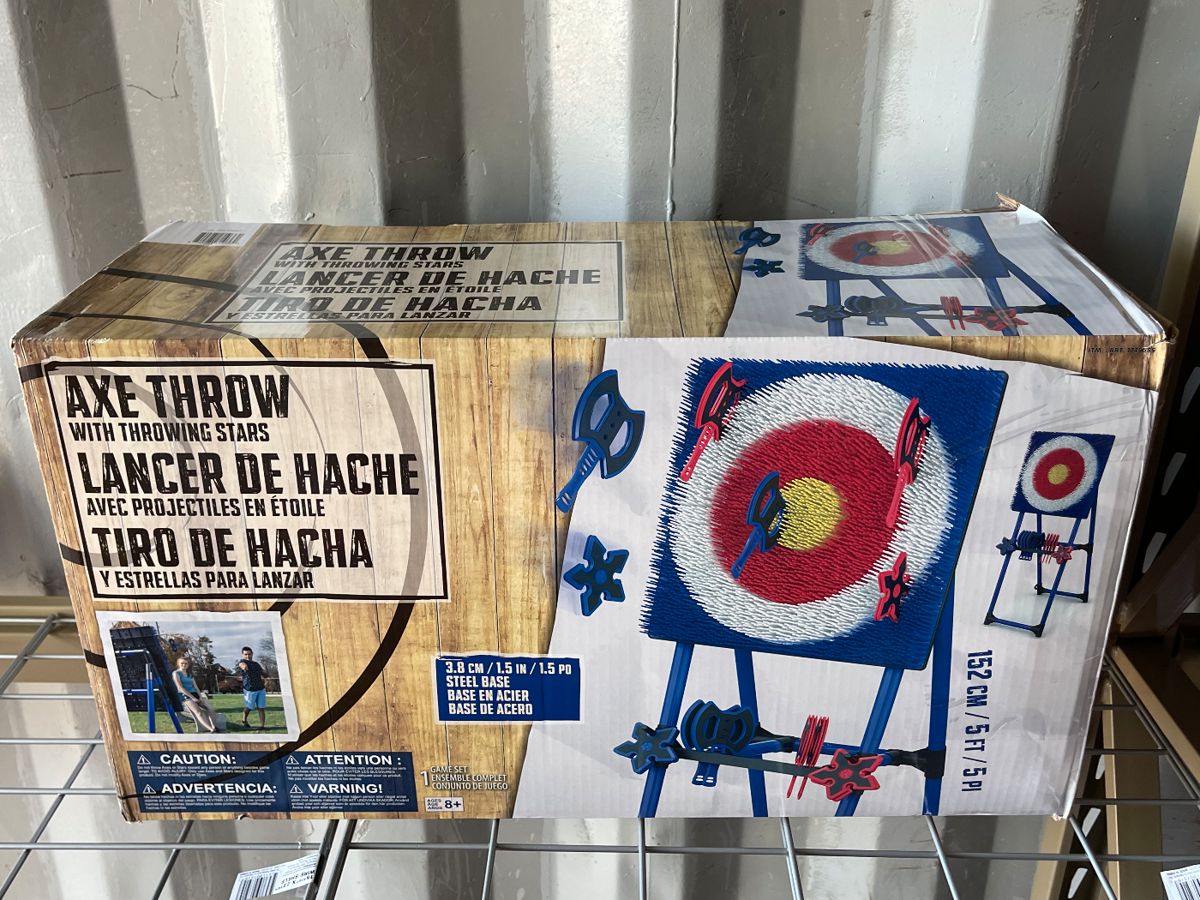 AXE THROW
WITH THROWING STARS
LANCER DE HACHE
AVEC PROJECTILES EN ÉTOILE
TIRO DE HACHA
Y ESTRELLAS PARA LANZAR
AXE THROW
WITH THROWING STARS
LANCER DE HACHE
AVEC PROJECTILES EN ÉTOILE
TIRO DE HACHA
Y ESTRELLAS PARA LANZAR
3.8 CM / 1.5 IN / 1.5 PO
STEEL BASE
BASE EN ACIER
BASE DE ACERO
152 CM / 5 FT / 5 PI
CAUTION:
ATTENTION :
ADVERTENCIA:
VARNING!
1 GAME SET
ENSEMBLE COMPLET
CONJUNTO DE JUEGO
8+